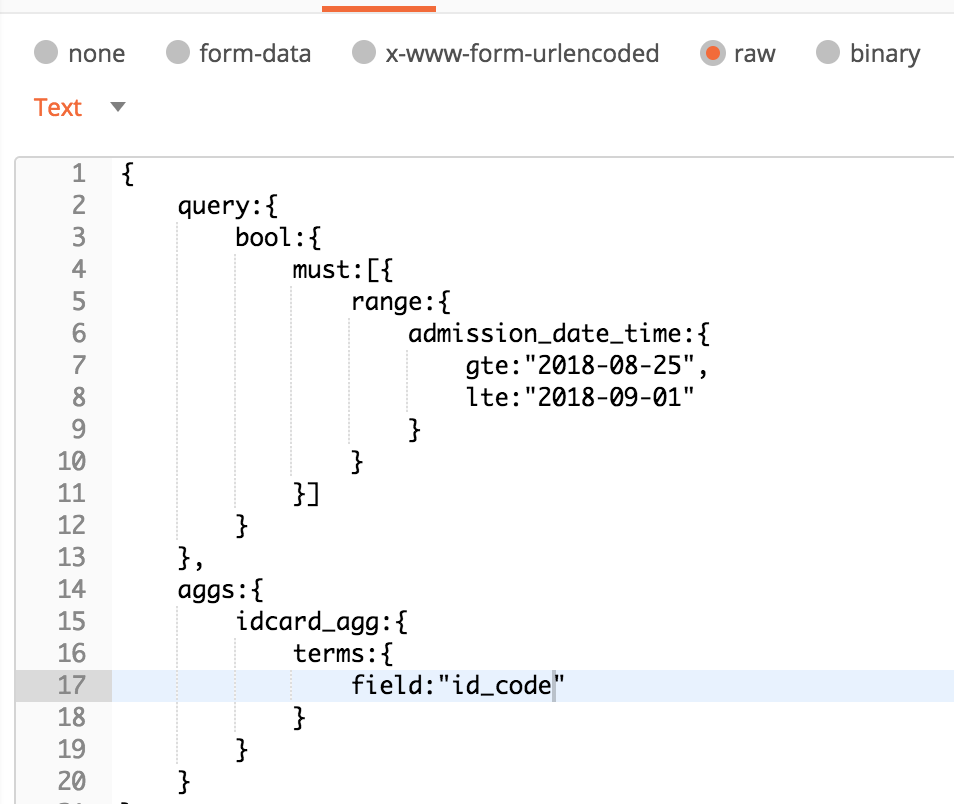 none form-data x-www-form-urlencoded raw binary
Text
1 {
2 query:{
3 bool:{
4 must:[{
5 range:{
6 admission_date_time:{
7 gte:"2018-08-25",
8 lte:"2018-09-01"
9 }
10 }
11 }]
12 }
13 },
14 aggs:{
15 idcard_agg:{
16 terms:{
17 field:"id_code"
18 }
19 }
20 }